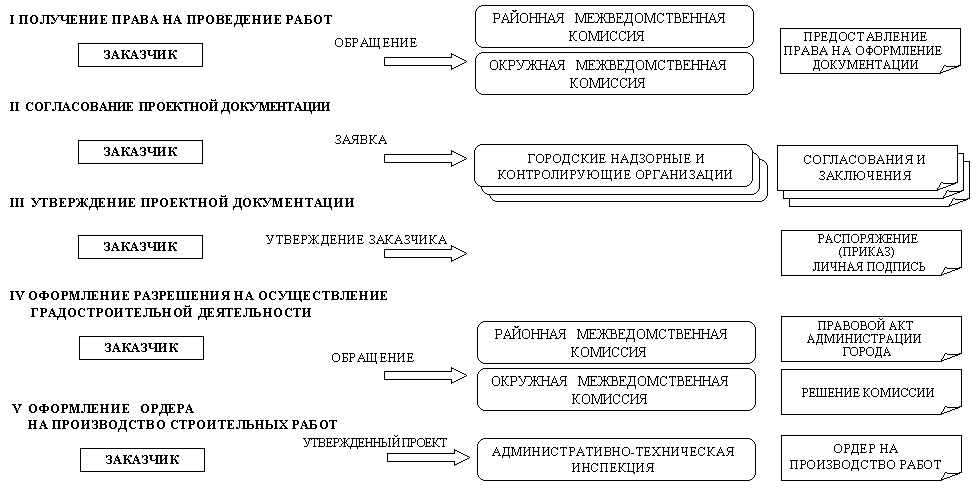 I ПОЛУЧЕНИЕ ПРАВА НА ПРОВЕДЕНИЕ РАБОТ
ЗАКАЗЧИК
ОБРАЩЕНИЕ
РАЙОННАЯ МЕЖВЕДОМСТВЕННАЯ
КОМИССИЯ
ОКРУЖНАЯ МЕЖВЕДОМСТВЕННАЯ
КОМИССИЯ
ПРЕДОСТАВЛЕНИЕ
ПРАВА НА ОФОРМЛЕНИЕ
ДОКУМЕНТАЦИИ
II СОГЛАСОВАНИЕ ПРОЕКТНОЙ ДОКУМЕНТАЦИИ
ЗАКАЗЧИК
ЗАЯВКА
ГОРОДСКИЕ НАДЗОРНЫЕ И
КОНТРОЛИРУЮЩИЕ ОРГАНИЗАЦИИ
СОГЛАСОВАНИЯ И
ЗАКЛЮЧЕНИЯ
III УТВЕРЖДЕНИЕ ПРОЕКТНОЙ ДОКУМЕНТАЦИИ
ЗАКАЗЧИК
УТВЕРЖДЕНИЕ ЗАКАЗЧИКА
РАСПОРЯЖЕНИЕ
(ПРИКАЗ)
ЛИЧНАЯ ПОДПИСЬ
IV ОФОРМЛЕНИЕ РАЗРЕШЕНИЯ НА ОСУЩЕСТВЛЕНИЕ
ГРАДОСТРОИТЕЛЬНОЙ ДЕЯТЕЛЬНОСТИ
ЗАКАЗЧИК
ОБРАЩЕНИЕ
РАЙОННАЯ МЕЖВЕДОМСТВЕННАЯ
КОМИССИЯ
ОКРУЖНАЯ МЕЖВЕДОМСТВЕННАЯ
КОМИССИЯ
ПРАВОВОЙ АКТ
АДМИНИСТРАЦИИ
ГОРОДА
РЕШЕНИЕ КОМИССИИ
V ОФОРМЛЕНИЕ ОРДЕРА
НА ПРОИЗВОДСТВО СТРОИТЕЛЬНЫХ РАБОТ
ЗАКАЗЧИК
УТВЕРЖДЕННЫЙ ПРОЕКТ
АДМИНИСТРАТИВНО-ТЕХНИЧЕСКАЯ
ИНСПЕКЦИЯ
ОРДЕР НА
ПРОИЗВОДСТВО РАБОТ